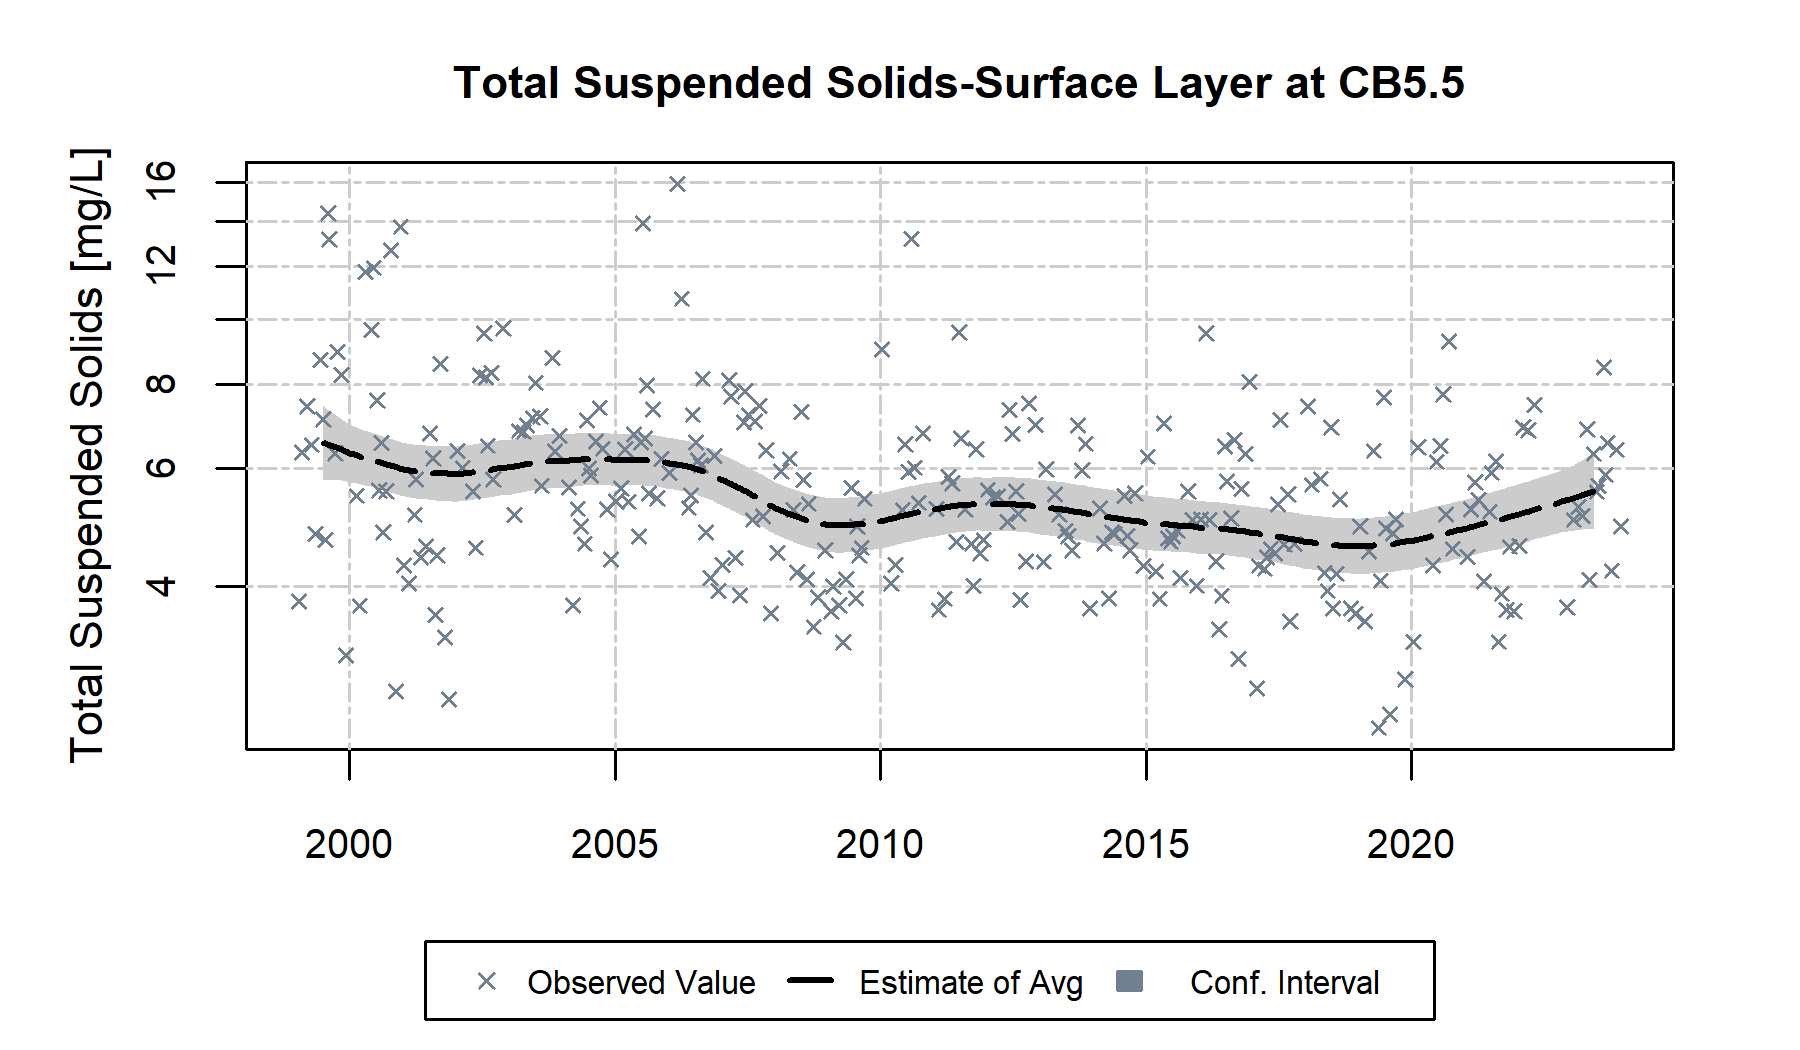 Total Suspended Solids-Surface Layer at CB5.5
Total Suspended Solids [mg/L]
16
12
8
6
4
2000 2005 2010 2015 2020
Observed Value Estimate of Avg Conf. Interval